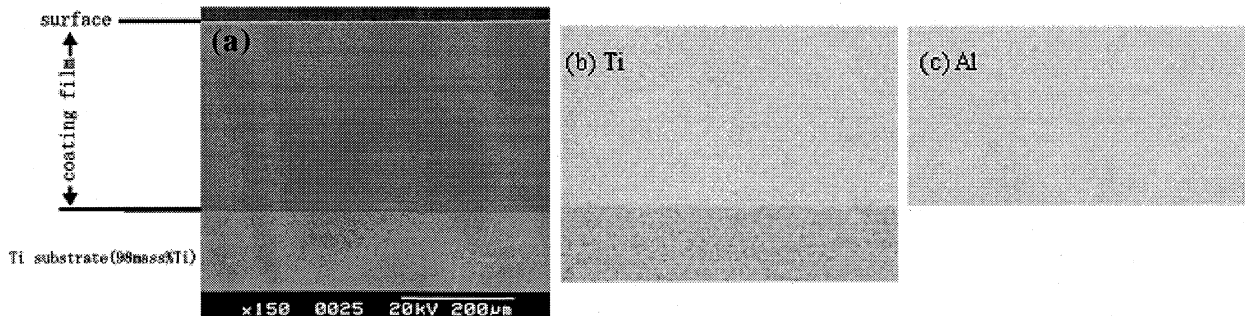 surface
coating film
Ti substrate(98mass%Ti)
(a)
×150 0025 20kV 200μm
(b) Ti
(c) Al